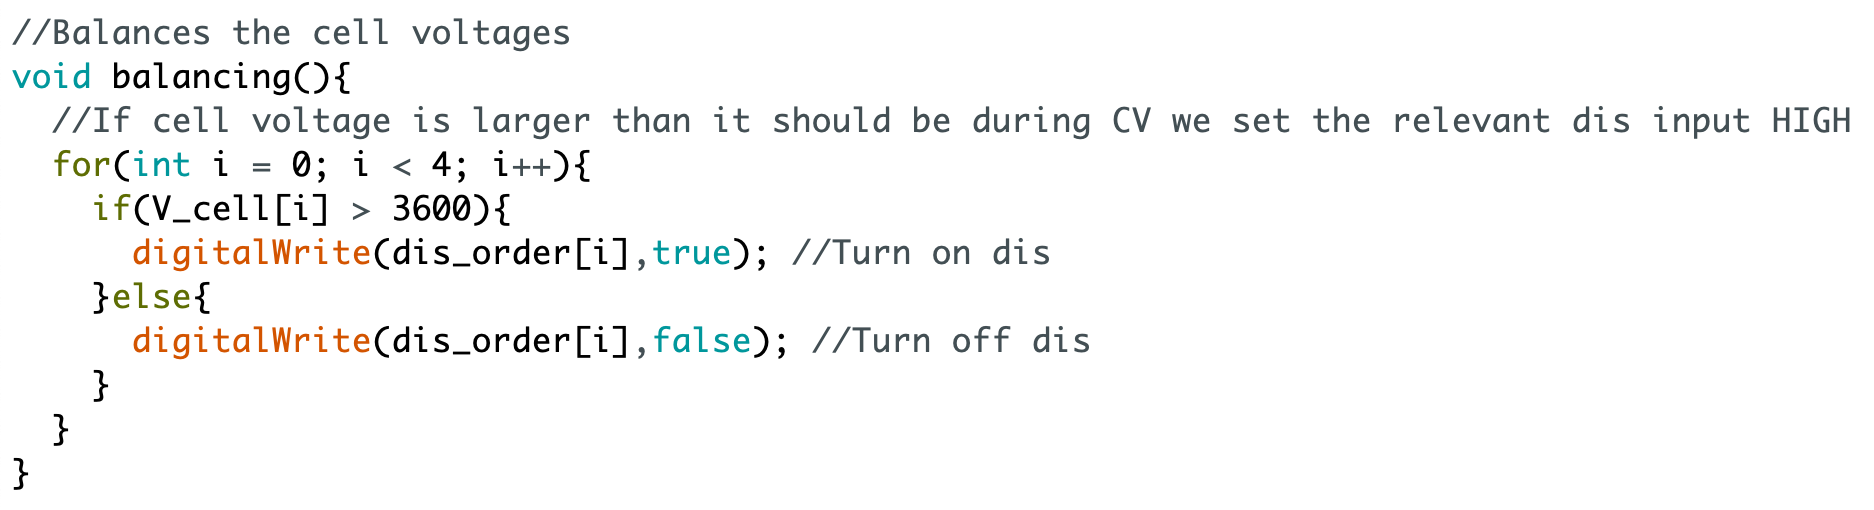 //Balances the cell voltages
void balancing(){
  //If cell voltage is larger than it should be during CV we set the relevant dis input HIGH
  for(int i = 0; i < 4; i++){
    if(V_cell[i] > 3600){
      digitalWrite(dis_order[i],true); //Turn on dis
    }else{
      digitalWrite(dis_order[i],false); //Turn off dis
    }
  }
}